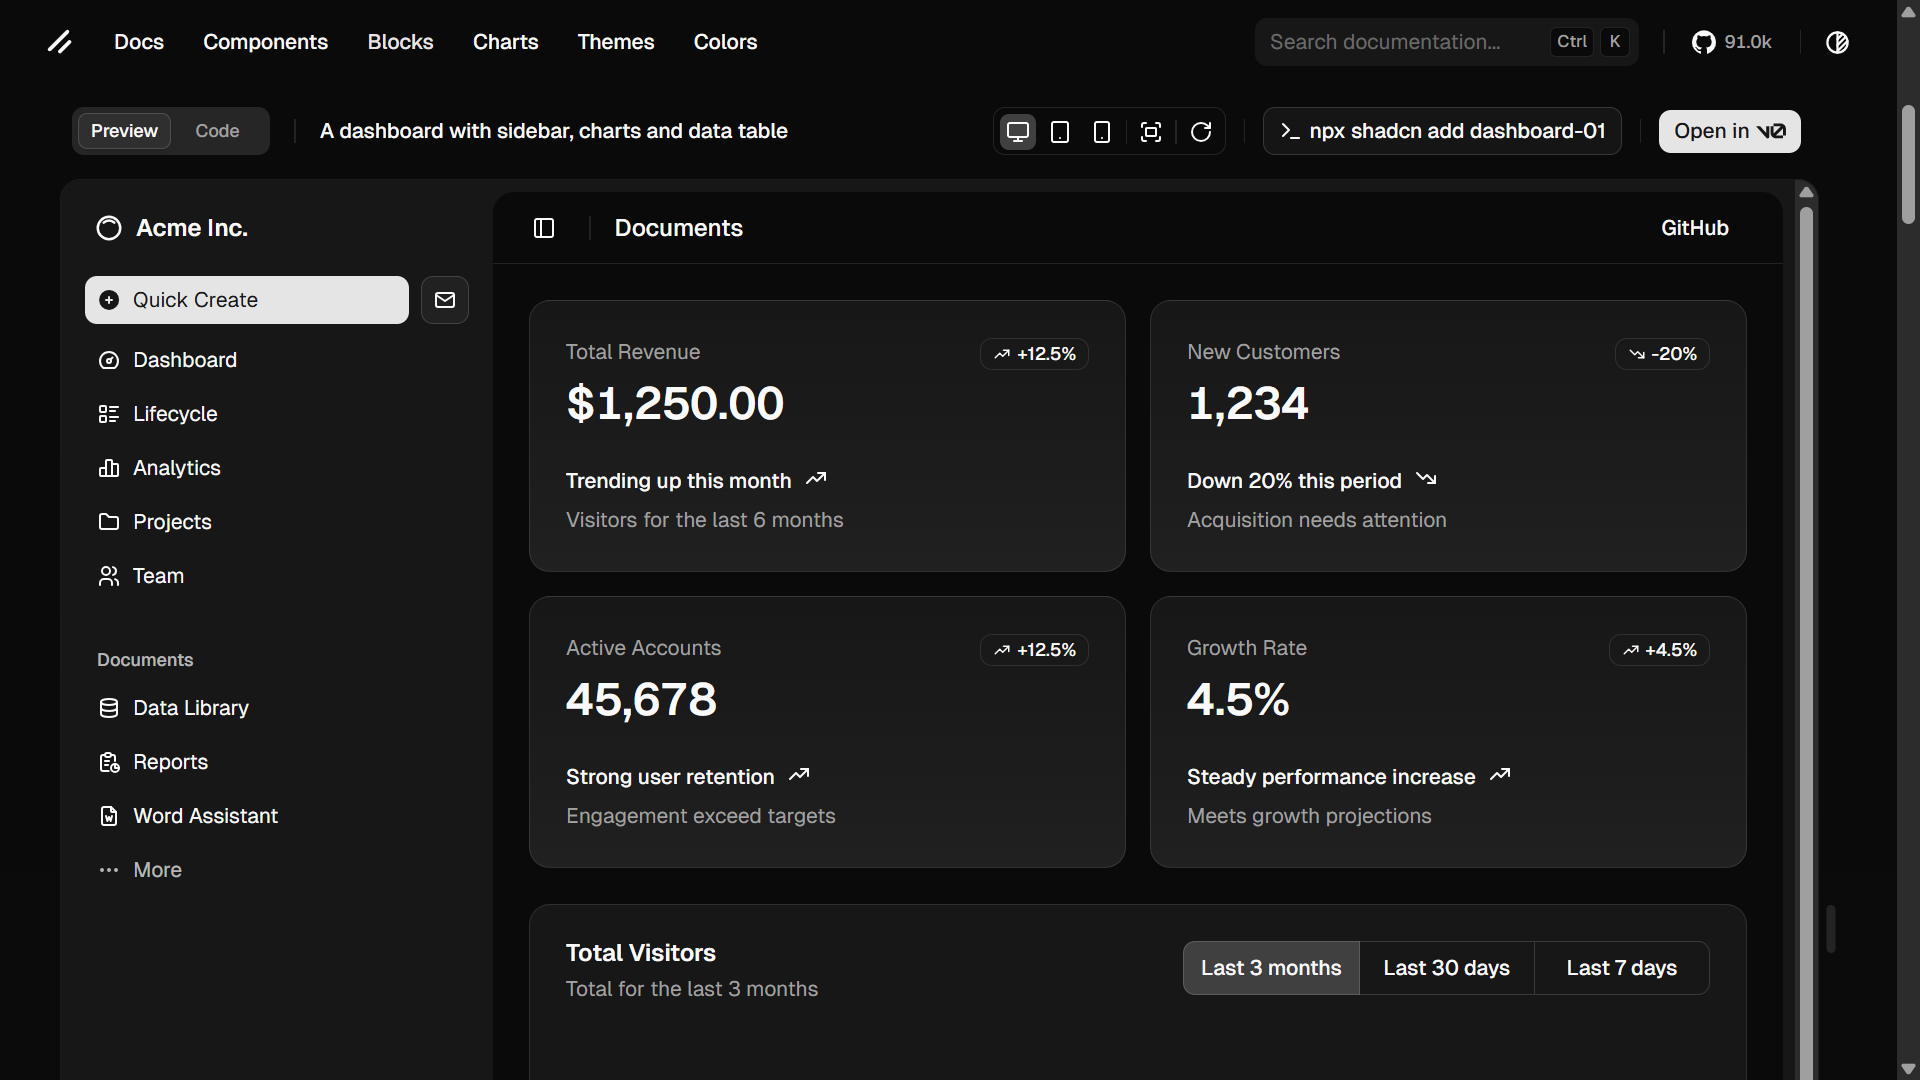 Docs Components Blocks Charts Themes Colors Search documentation... Ctrl K 91.0k
Preview Code A dashboard with sidebar, charts and data table npx shadcn add dashboard-01 Open in v0
Acme Inc.
Quick Create
Dashboard
Lifecycle
Analytics
Projects
Team
Documents
Data Library
Reports
Word Assistant
More
Documents GitHub
Total Revenue +12.5%
$1,250.00
Trending up this month
Visitors for the last 6 months
New Customers -20%
1,234
Down 20% this period
Acquisition needs attention
Active Accounts +12.5%
45,678
Strong user retention
Engagement exceed targets
Growth Rate +4.5%
4.5%
Steady performance increase
Meets growth projections
Total Visitors
Total for the last 3 months
Last 3 months Last 30 days Last 7 days